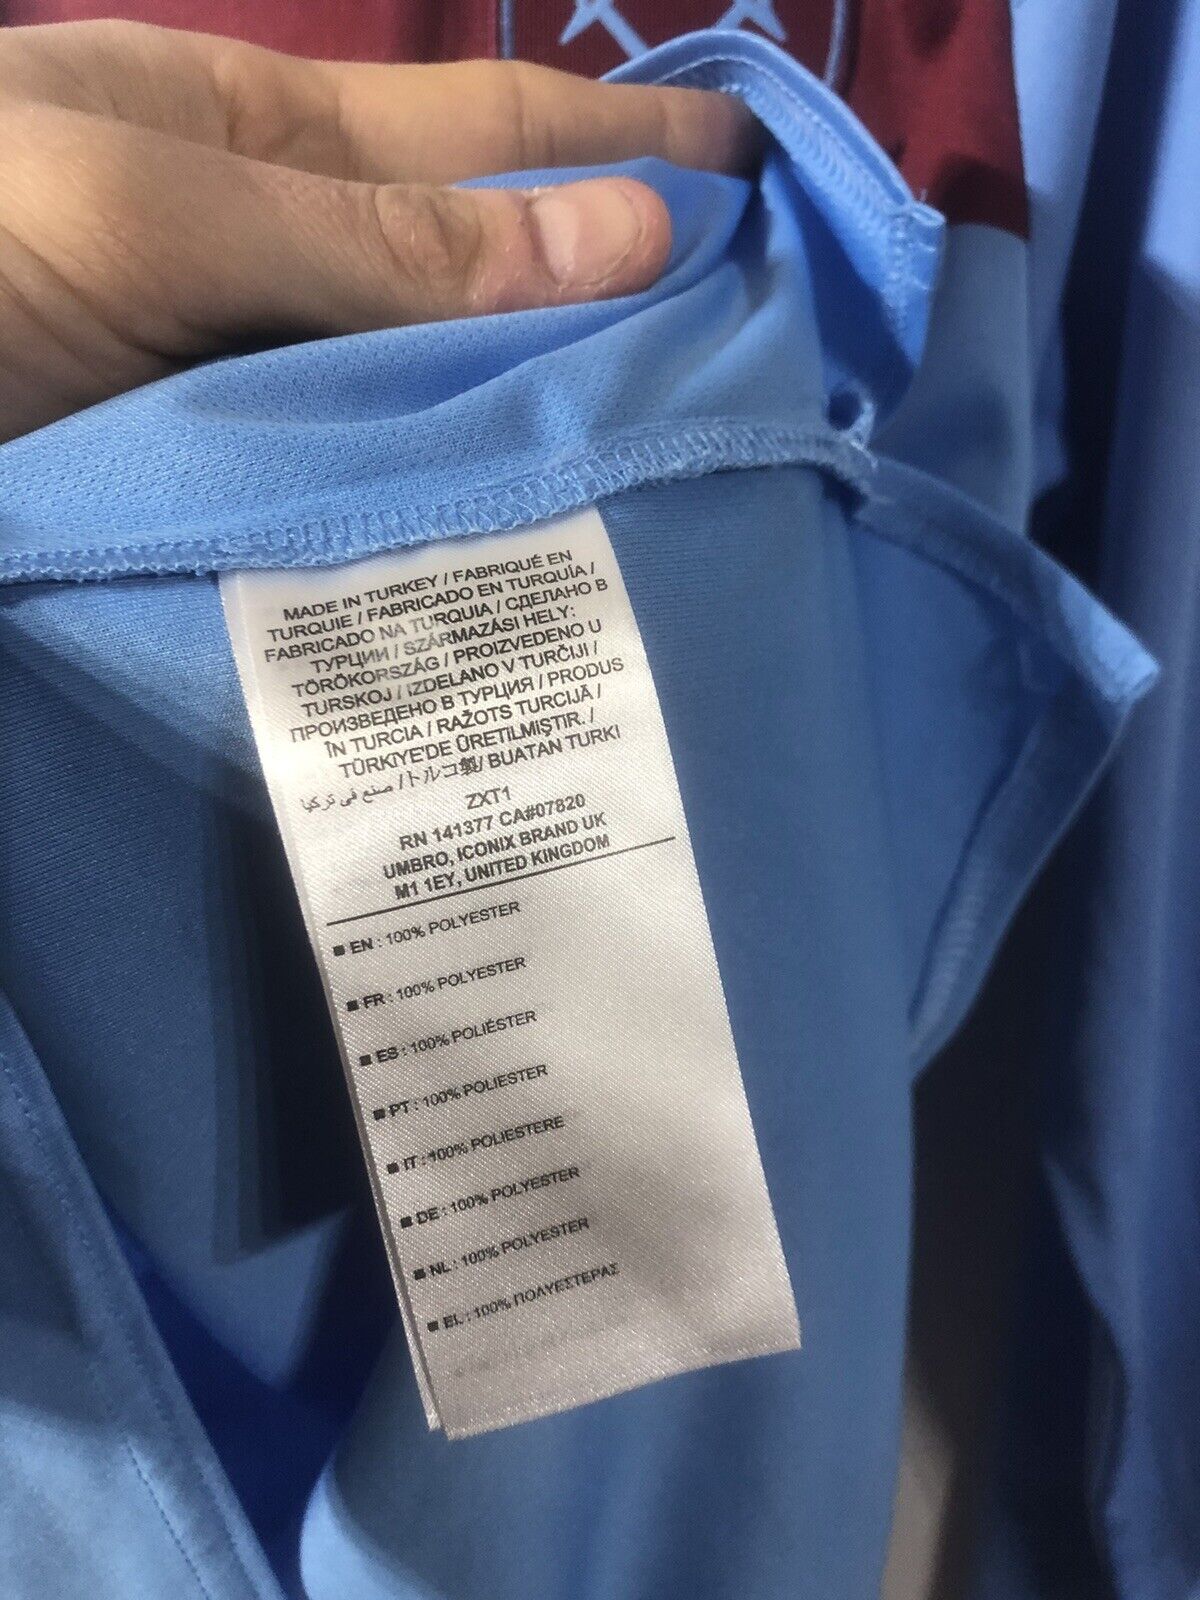 MADE IN TURKEY / FABRIQUÉ EN
TURQUIE / FABRICADO EN TURQUÍA /
FABRICADO NA TURQUIA / СДЕЛАНО В
ТУРЦИИ / SZÁRMAZÁSI HELY:
TÖRÖKORSZÁG / PROIZVEDENO U
TURSKOJ / IZDELANO V TURČIJI /
ПРОИЗВЕДЕНО В ТУРЦИЯ / PRODUS
ÎN TURCIA / RAŽOTS TURCIJĀ /
TÜRKIYE'DE ÜRETILMIŞTIR. /
صنع في تركيا /トルコ製/ BUATAN TURKI
ZXT1
RN 141377 CA#07820
UMBRO, ICONIX BRAND UK
M1 1EY, UNITED KINGDOM
■ EN : 100% POLYESTER
■ FR : 100% POLYESTER
■ ES : 100% POLIÉSTER
■ PT : 100% POLIESTER
■ IT : 100% POLIESTERE
■ DE : 100% POLYESTER
■ NL : 100% POLYESTER
■ EL : 100% ΠΟΛΥΕΣΤΕΡΑΣ